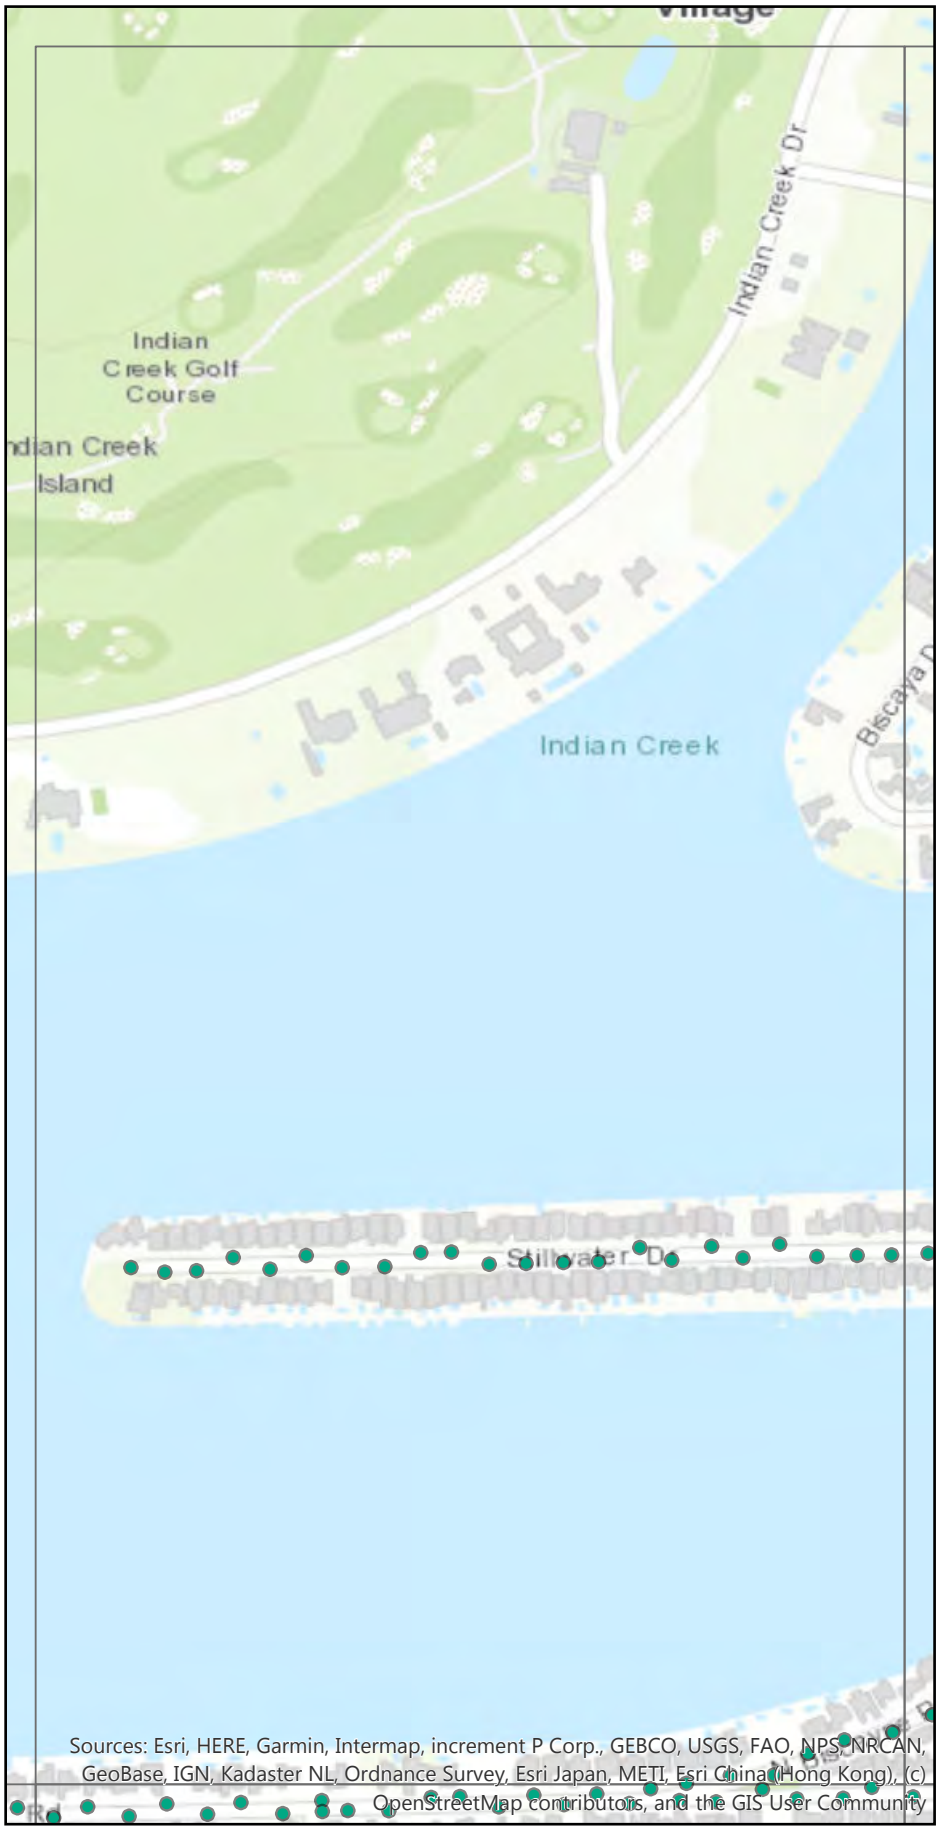 Village
Indian Creek Dr
Indian
Creek Golf
Course
ndian Creek
Island
Biscaya D
Indian Creek
Stillwater Dr
Sources: Esri, HERE, Garmin, Intermap, increment P Corp., GEBCO, USGS, FAO, NPS, NRCAN,
GeoBase, IGN, Kadaster NL, Ordnance Survey, Esri Japan, METI, Esri China (Hong Kong), (c)
OpenStreetMap contributors, and the GIS User Community
Rd